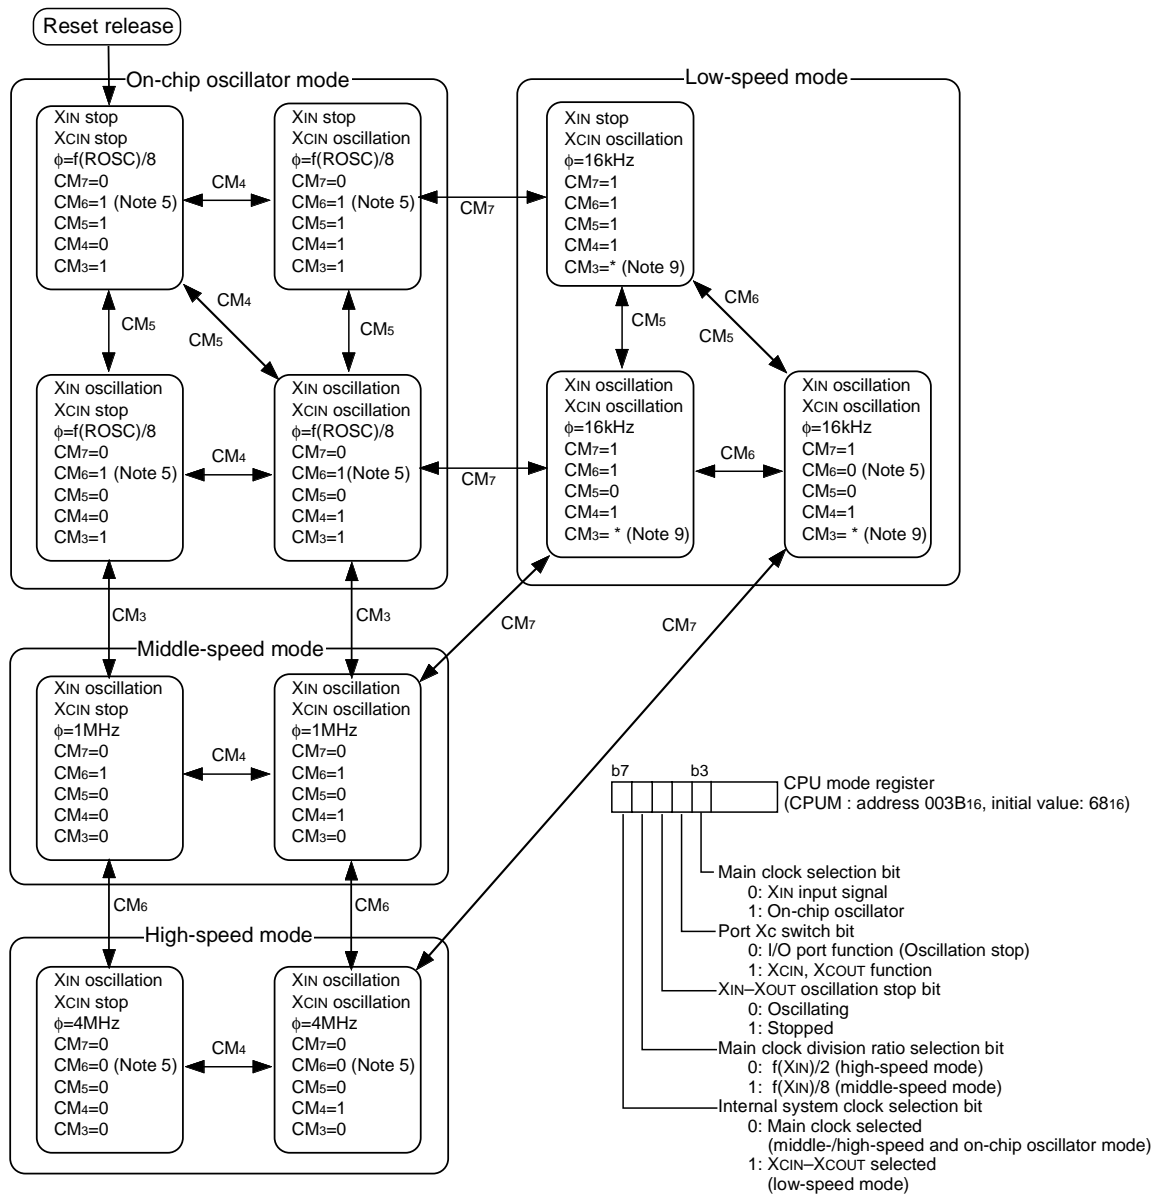 Reset release
On-chip oscillator mode
XIN stop
XCIN stop
ϕ=f(ROSC)/8
CM7=0
CM6=1 (Note 5)
CM5=1
CM4=0
CM3=1
CM4
XIN stop
XCIN oscillation
ϕ=f(ROSC)/8
CM7=0
CM6=1 (Note 5)
CM5=1
CM4=1
CM3=1
CM5
CM4
CM5
CM5
XIN oscillation
XCIN stop
ϕ=f(ROSC)/8
CM7=0
CM6=1 (Note 5)
CM5=0
CM4=0
CM3=1
CM4
XIN oscillation
XCIN oscillation
ϕ=f(ROSC)/8
CM7=0
CM6=1(Note 5)
CM5=0
CM4=1
CM3=1
CM7
CM7
Low-speed mode
XIN stop
XCIN oscillation
ϕ=16kHz
CM7=1
CM6=1
CM5=1
CM4=1
CM3=* (Note 9)
CM5
CM6
CM5
XIN oscillation
XCIN oscillation
ϕ=16kHz
CM7=1
CM6=1
CM5=0
CM4=1
CM3= * (Note 9)
CM6
XIN oscillation
XCIN oscillation
ϕ=16kHz
CM7=1
CM6=0 (Note 5)
CM5=0
CM4=1
CM3= * (Note 9)
CM3
CM3
CM7
CM7
Middle-speed mode
XIN oscillation
XCIN stop
ϕ=1MHz
CM7=0
CM6=1
CM5=0
CM4=0
CM3=0
CM4
XIN oscillation
XCIN oscillation
ϕ=1MHz
CM7=0
CM6=1
CM5=0
CM4=1
CM3=0
CM6
CM6
High-speed mode
XIN oscillation
XCIN stop
ϕ=4MHz
CM7=0
CM6=0 (Note 5)
CM5=0
CM4=0
CM3=0
CM4
XIN oscillation
XCIN oscillation
ϕ=4MHz
CM7=0
CM6=0 (Note 5)
CM5=0
CM4=1
CM3=0
b7 b3
CPU mode register
(CPUM : address 003B16, initial value: 6816)
Main clock selection bit
0: XIN input signal
1: On-chip oscillator
Port Xc switch bit
0: I/O port function (Oscillation stop)
1: XCIN, XCOUT function
XIN–XOUT oscillation stop bit
0: Oscillating
1: Stopped
Main clock division ratio selection bit
0: f(XIN)/2 (high-speed mode)
1: f(XIN)/8 (middle-speed mode)
Internal system clock selection bit
0: Main clock selected
(middle-/high-speed and on-chip oscillator mode)
1: XCIN–XCOUT selected
(low-speed mode)